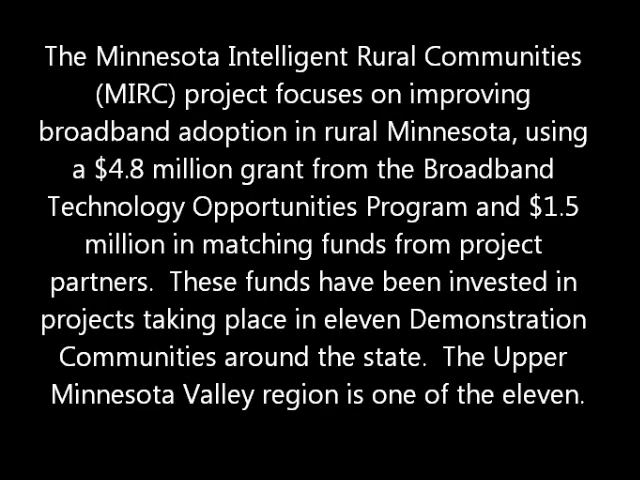 The Minnesota Intelligent Rural Communities
(MIRC) project focuses on improving
broadband adoption in rural Minnesota, using
a $4.8 million grant from the Broadband
Technology Opportunities Program and $1.5
million in matching funds from project
partners.  These funds have been invested in
projects taking place in eleven Demonstration
Communities around the state.  The Upper
Minnesota Valley region is one of the eleven.